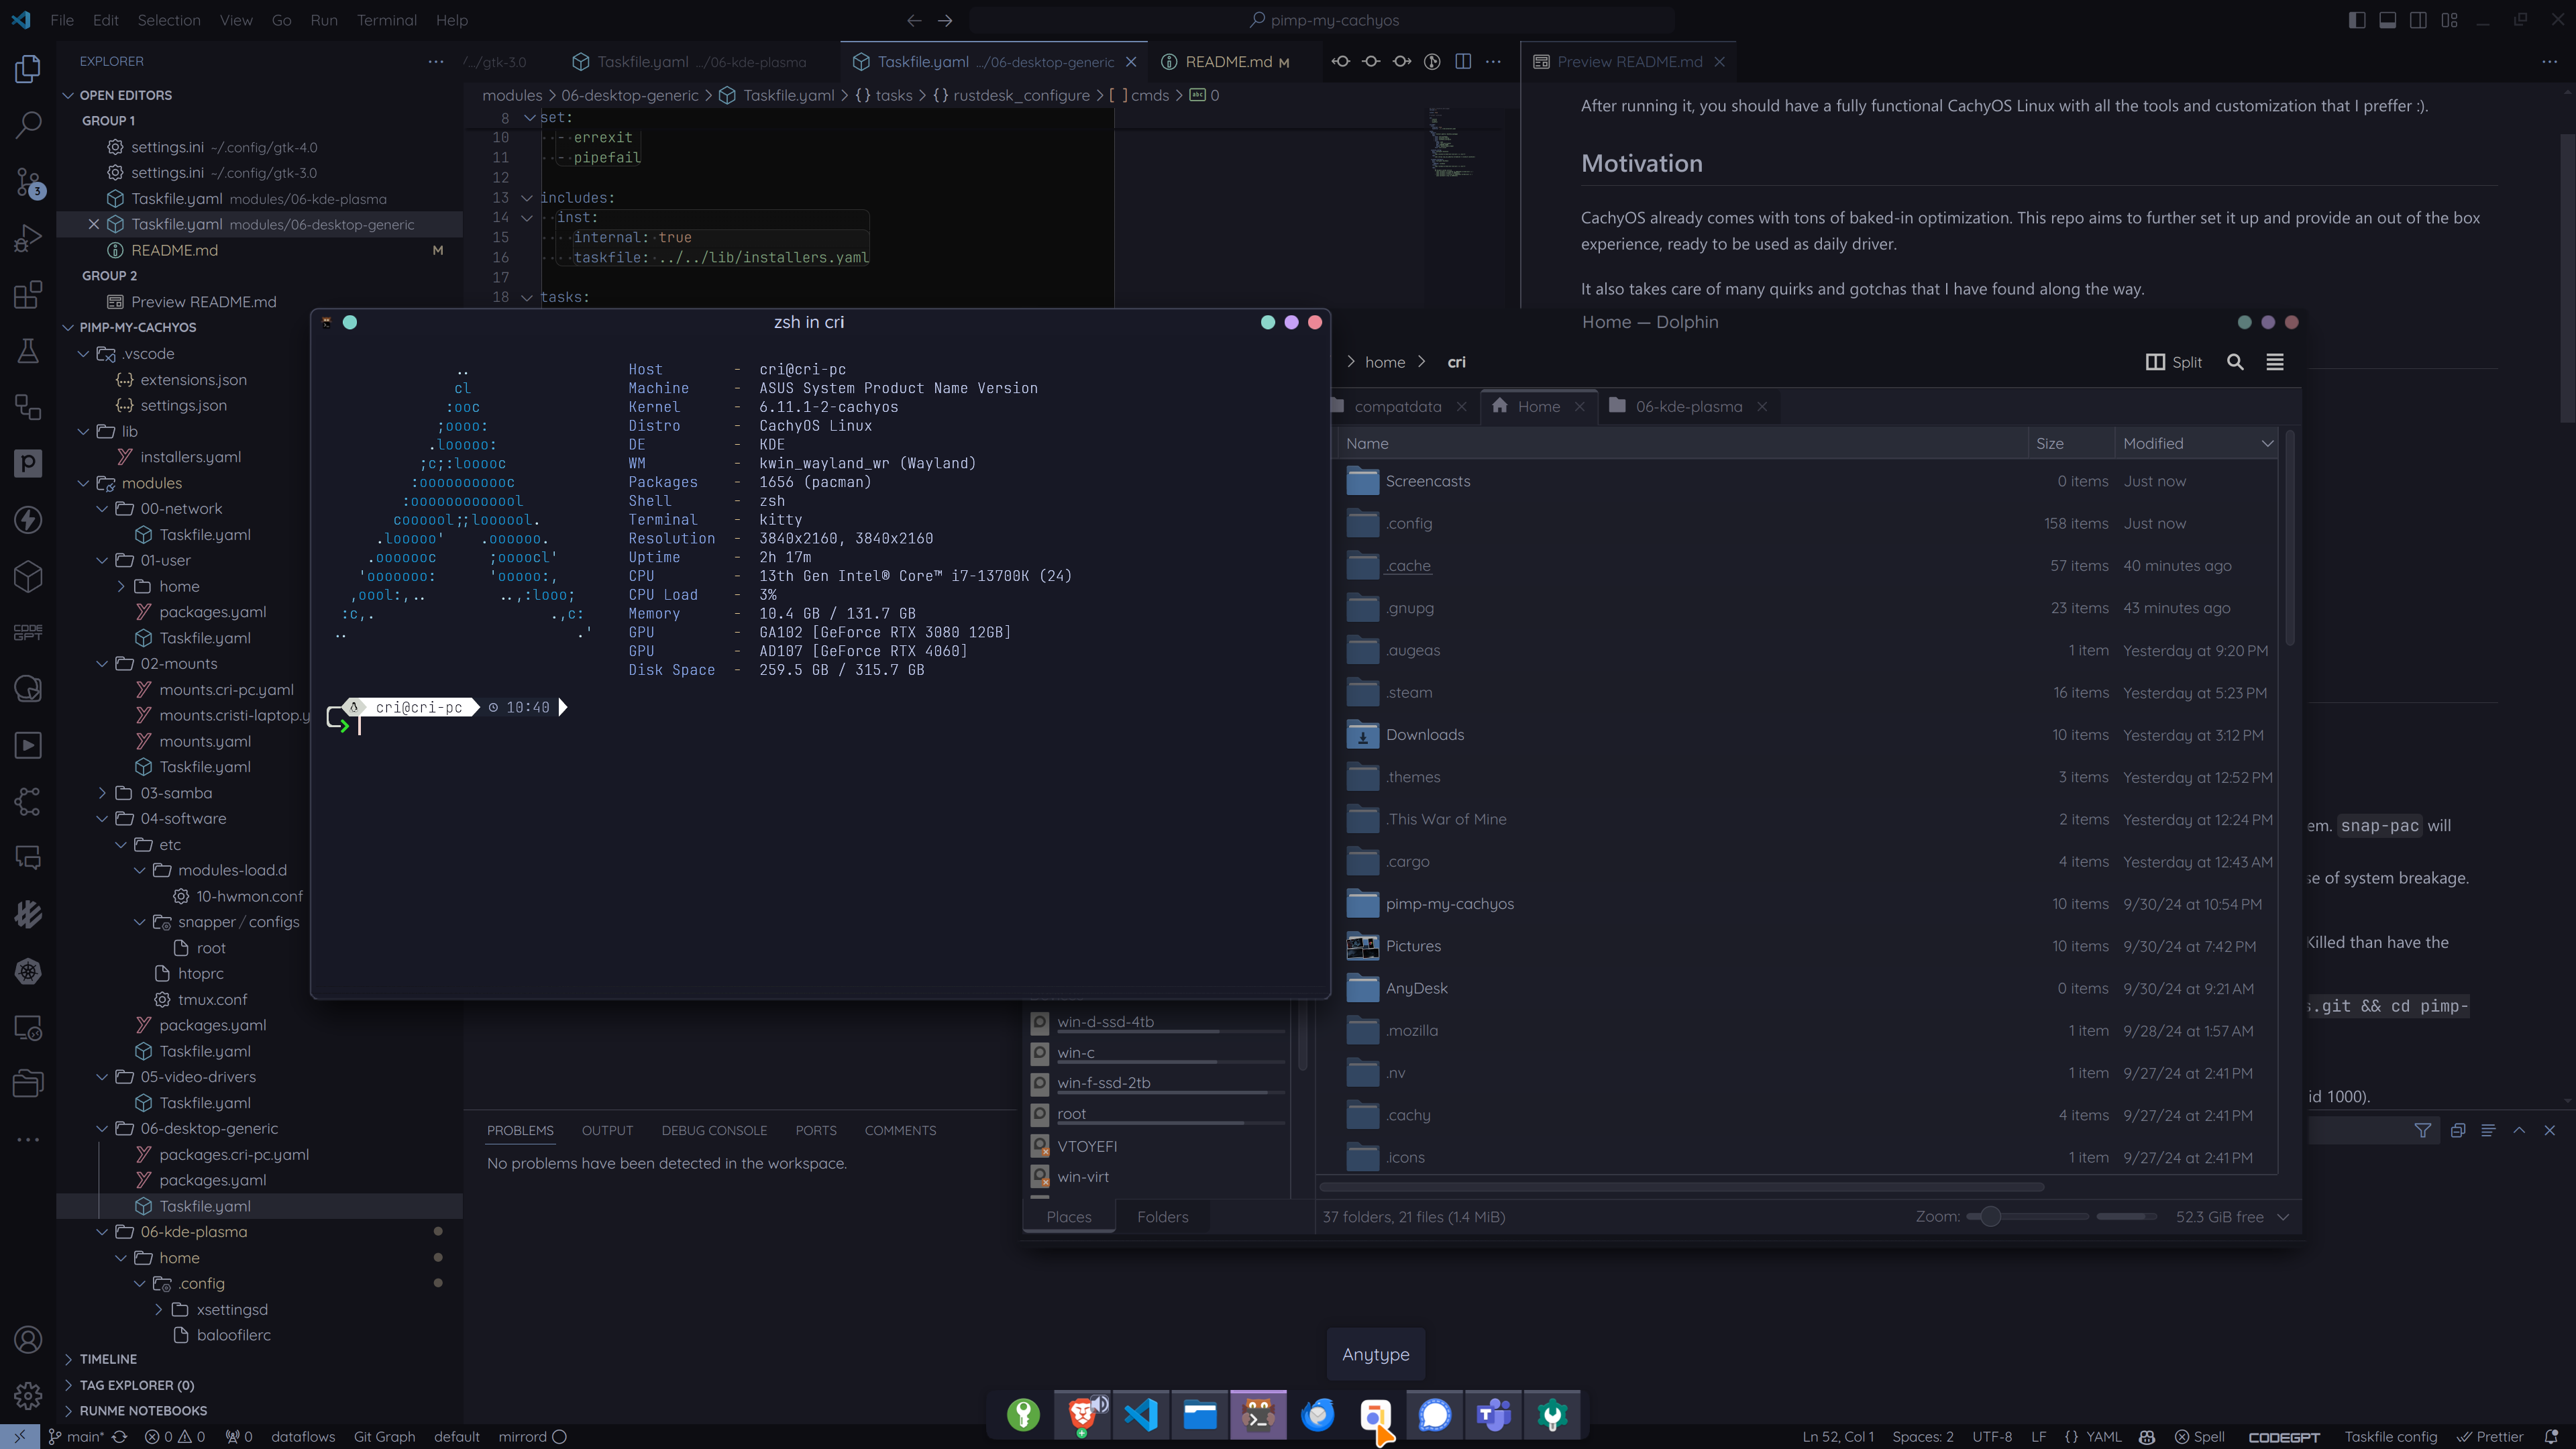 File Edit Selection View Go Run Terminal Help
pimp-my-cachyos
EXPLORER
OPEN EDITORS
GROUP 1
settings.ini ~/.config/gtk-4.0
settings.ini ~/.config/gtk-3.0
Taskfile.yaml modules/06-kde-plasma
Taskfile.yaml modules/06-desktop-generic
README.md M
GROUP 2
Preview README.md
PIMP-MY-CACHYOS
.vscode
extensions.json
settings.json
lib
installers.yaml
modules
00-network
Taskfile.yaml
01-user
home
packages.yaml
Taskfile.yaml
02-mounts
mounts.cri-pc.yaml
mounts.cristi-laptop.y
mounts.yaml
Taskfile.yaml
03-samba
04-software
etc
modules-load.d
10-hwmon.conf
snapper / configs
root
htoprc
tmux.conf
packages.yaml
Taskfile.yaml
05-video-drivers
Taskfile.yaml
06-desktop-generic
packages.cri-pc.yaml
packages.yaml
Taskfile.yaml
06-kde-plasma
home
.config
xsettingsd
baloofilerc
TIMELINE
TAG EXPLORER (0)
RUNME NOTEBOOKS
/.../gtk-3.0 Taskfile.yaml .../06-kde-plasma Taskfile.yaml .../06-desktop-generic README.md M
modules > 06-desktop-generic > Taskfile.yaml > {} tasks > {} rustdesk_configure > [ ] cmds > abc 0
8 set:
10 - errexit
11 - pipefail
12
13 includes:
14 inst:
15 internal: true
16 taskfile: ../../lib/installers.yaml
17
18 tasks:
Preview README.md
After running it, you should have a fully functional CachyOS Linux with all the tools and customization that I preffer :).
Motivation
CachyOS already comes with tons of baked-in optimization. This repo aims to further set it up and provide an out of the box
experience, ready to be used as daily driver.
It also takes care of many quirks and gotchas that I have found along the way.
em. snap-pac will
se of system breakage.
Killed than have the
s.git && cd pimp-
id 1000).
zsh in cri
..
cl
:ooc
;oooo:
.looooo:
;c;:looooc
:ooooooooooc
:ooooooooooool
coooool;;loooool.
.looooo' .oooooo.
.ooooooc ;oooocl'
'ooooooo: 'ooooo:,
,oool:,.. ..,:looo;
:c,. .,c:
.. .'
Host - cri@cri-pc
Machine - ASUS System Product Name Version
Kernel - 6.11.1-2-cachyos
Distro - CachyOS Linux
DE - KDE
WM - kwin_wayland_wr (Wayland)
Packages - 1656 (pacman)
Shell - zsh
Terminal - kitty
Resolution - 3840x2160, 3840x2160
Uptime - 2h 17m
CPU - 13th Gen Intel® Core™ i7-13700K (24)
CPU Load - 3%
Memory - 10.4 GB / 131.7 GB
GPU - GA102 [GeForce RTX 3080 12GB]
GPU - AD107 [GeForce RTX 4060]
Disk Space - 259.5 GB / 315.7 GB
cri@cri-pc 10:40
Home — Dolphin
> home > cri
Split
compatdata Home 06-kde-plasma
Name Size Modified
Screencasts 0 items Just now
.config 158 items Just now
.cache 57 items 40 minutes ago
.gnupg 23 items 43 minutes ago
.augeas 1 item Yesterday at 9:20 PM
.steam 16 items Yesterday at 5:23 PM
Downloads 10 items Yesterday at 3:12 PM
.themes 3 items Yesterday at 12:52 PM
.This War of Mine 2 items Yesterday at 12:24 PM
.cargo 4 items Yesterday at 12:43 AM
pimp-my-cachyos 10 items 9/30/24 at 10:54 PM
Pictures 10 items 9/30/24 at 7:42 PM
AnyDesk 0 items 9/30/24 at 9:21 AM
.mozilla 1 item 9/28/24 at 1:57 AM
.nv 1 item 9/27/24 at 2:41 PM
.cachy 4 items 9/27/24 at 2:41 PM
.icons 1 item 9/27/24 at 2:41 PM
win-d-ssd-4tb
win-c
win-f-ssd-2tb
root
VTOYEFI
win-virt
Places Folders
37 folders, 21 files (1.4 MiB)
Zoom: 52.3 GiB free
PROBLEMS OUTPUT DEBUG CONSOLE PORTS COMMENTS
No problems have been detected in the workspace.
Anytype
main* 0 0 0 dataflows Git Graph default mirrord
Ln 52, Col 1 Spaces: 2 UTF-8 LF {} YAML Spell CODEGPT Taskfile config Prettier
3
CODE
GPT